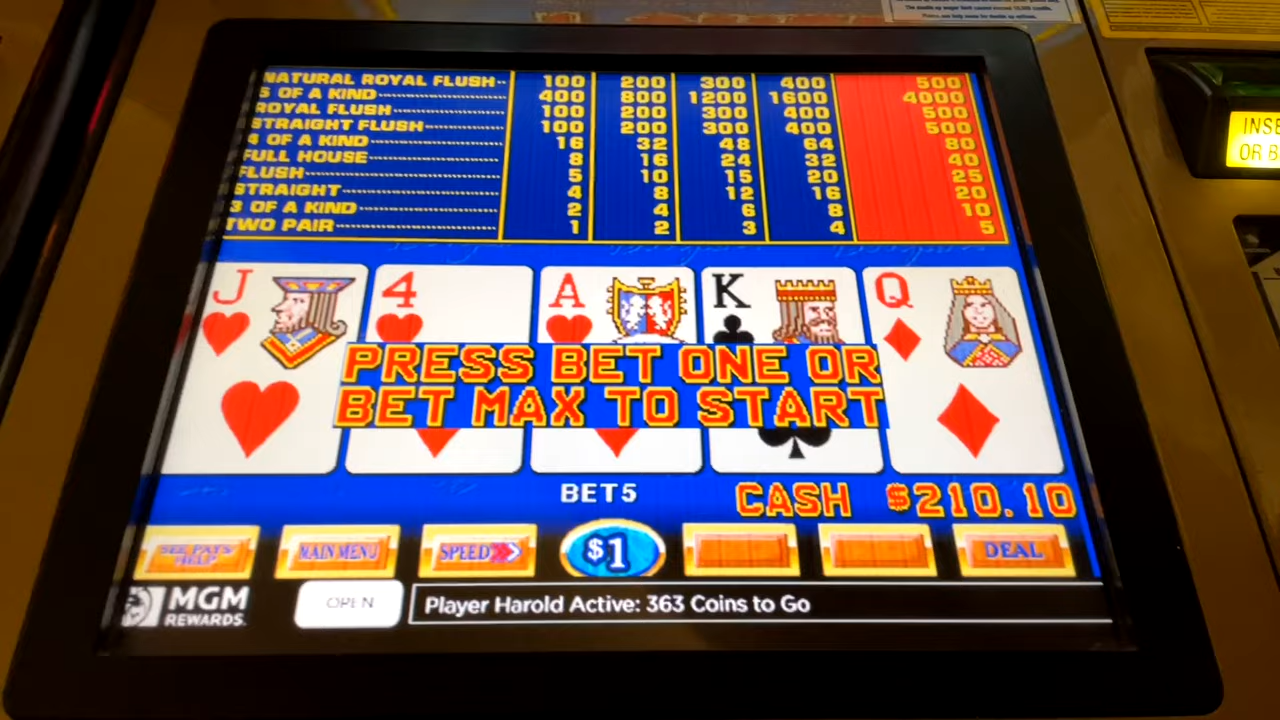 NATURAL ROYAL FLUSH 100 200 300 400 500
5 OF A KIND 400 800 1200 1600 4000
ROYAL FLUSH 100 200 300 400 500
STRAIGHT FLUSH 100 200 300 400 500
4 OF A KIND 16 32 48 64 80
FULL HOUSE 8 16 24 32 40
FLUSH 5 10 15 20 25
STRAIGHT 4 8 12 16 20
3 OF A KIND 2 4 6 8 10
TWO PAIR 1 2 3 4 5
INSE
OR B
J 4 A K Q
PRESS BET ONE OR
BET MAX TO START
BET 5 CASH $210.10
SEE PAYS HELP
MAIN MENU SPEED $1 DEAL
MGM REWARDS
OPEN
Player Harold Active: 363 Coins to Go